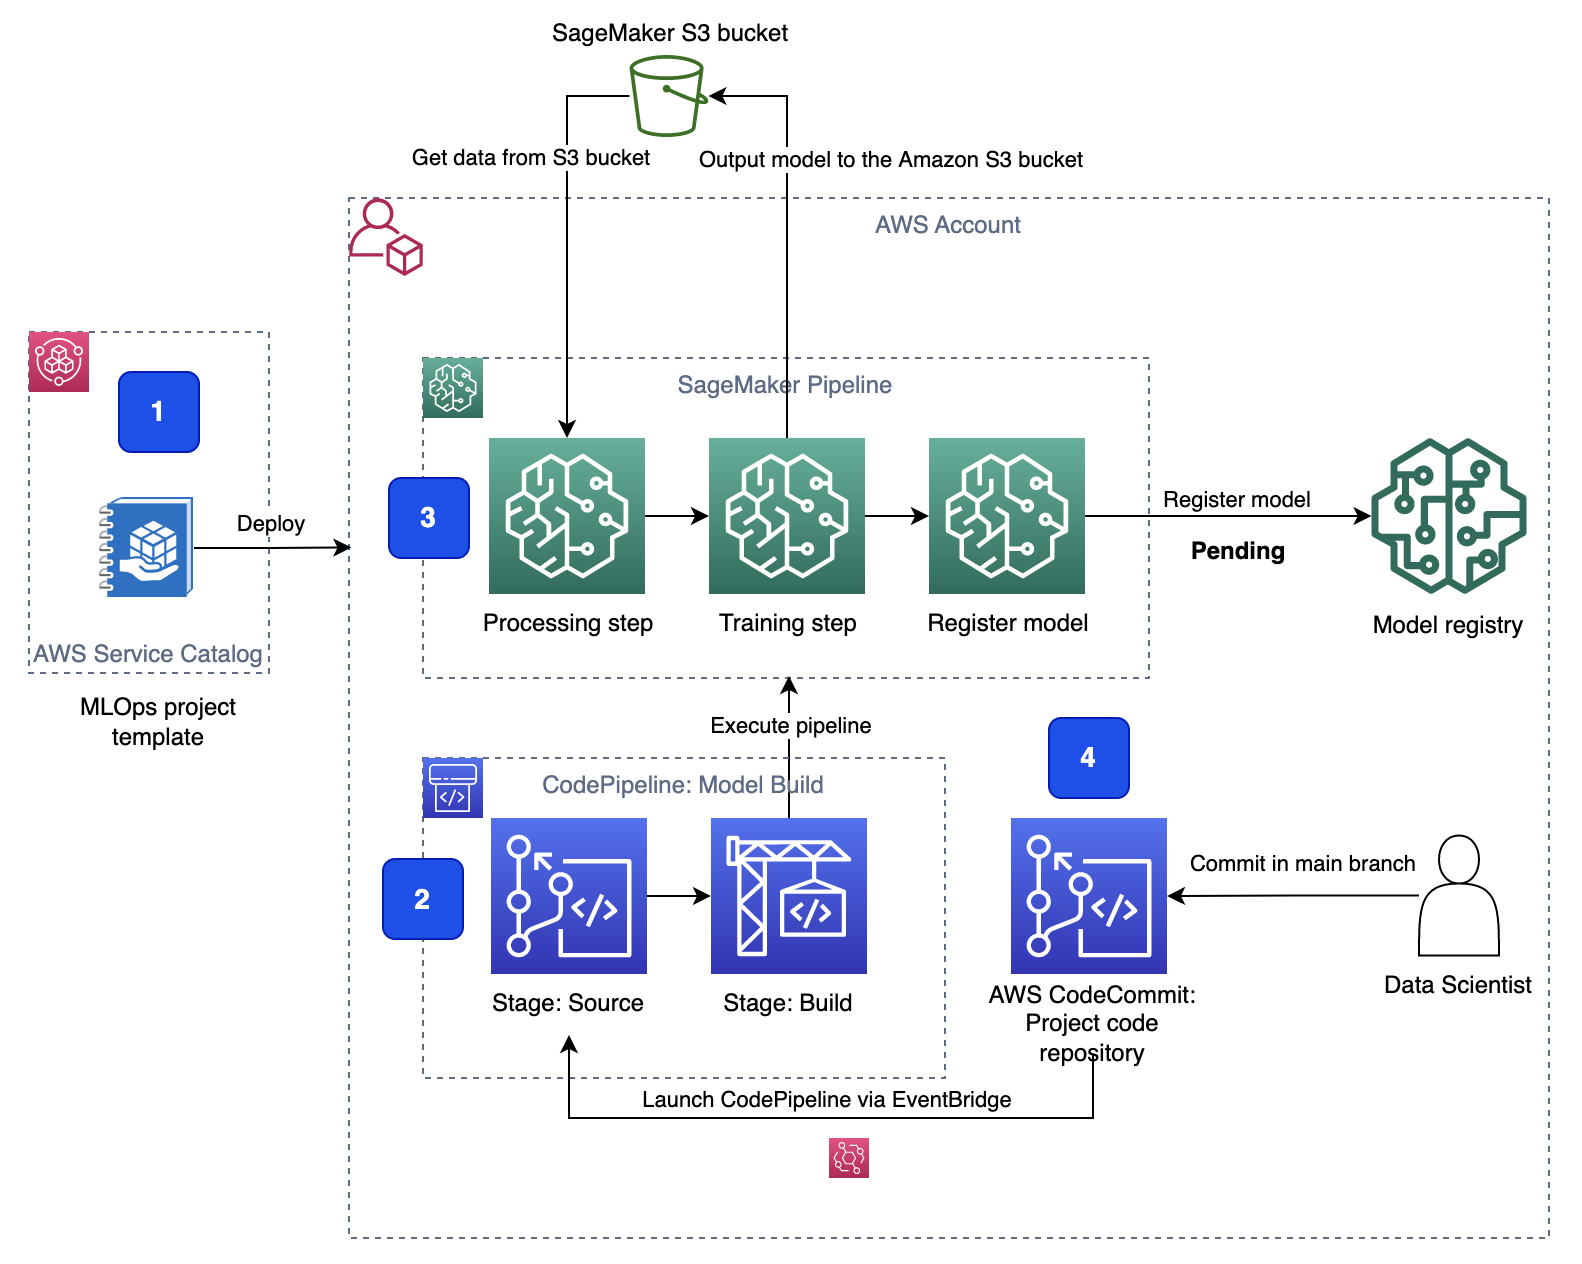 SageMaker S3 bucket
Get data from S3 bucket
Output model to the Amazon S3 bucket
AWS Account
1
Deploy
AWS Service Catalog
MLOps project
template
SageMaker Pipeline
3
Processing step
Training step
Register model
Register model
Pending
Model registry
Execute pipeline
CodePipeline: Model Build
2
Stage: Source
Stage: Build
4
AWS CodeCommit:
Project code
repository
Commit in main branch
Data Scientist
Launch CodePipeline via EventBridge